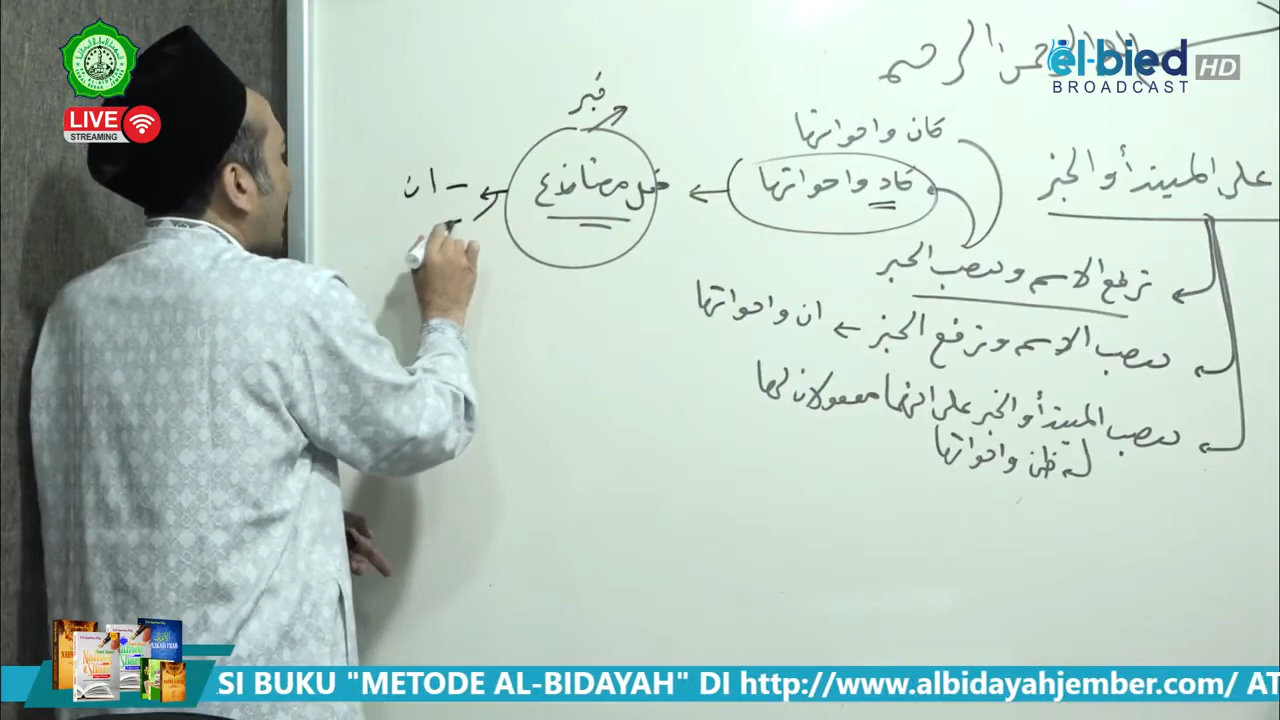 LIVE
STREAMING
el-bied HD
BROADCAST
الرحمن الرحيم
على المبتدأ والخبر
كان واخواتها
كاد واخواتها
خبر
فعل مضارع
ان
ترفع الاسم وتنصب الخبر
تنصب الاسم وترفع الخبر ← ان واخواتها
تنصب المبتدأ والخبر على انهما مفعولان لها
ظن واخواتها
SI BUKU "METODE AL-BIDAYAH" DI http://www.albidayahjember.com/ AT